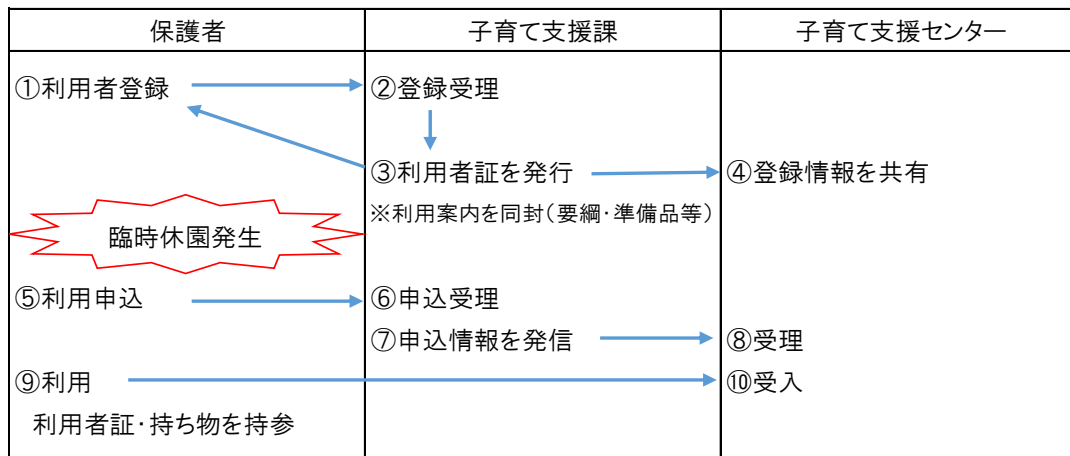 保護者 子育て支援課 子育て支援センター
①利用者登録 ②登録受理
③利用者証を発行 ④登録情報を共有
※利用案内を同封(要綱・準備品等)
臨時休園発生
⑤利用申込 ⑥申込受理
⑦申込情報を発信 ⑧受理
⑨利用 ⑩受入
利用者証・持ち物を持参